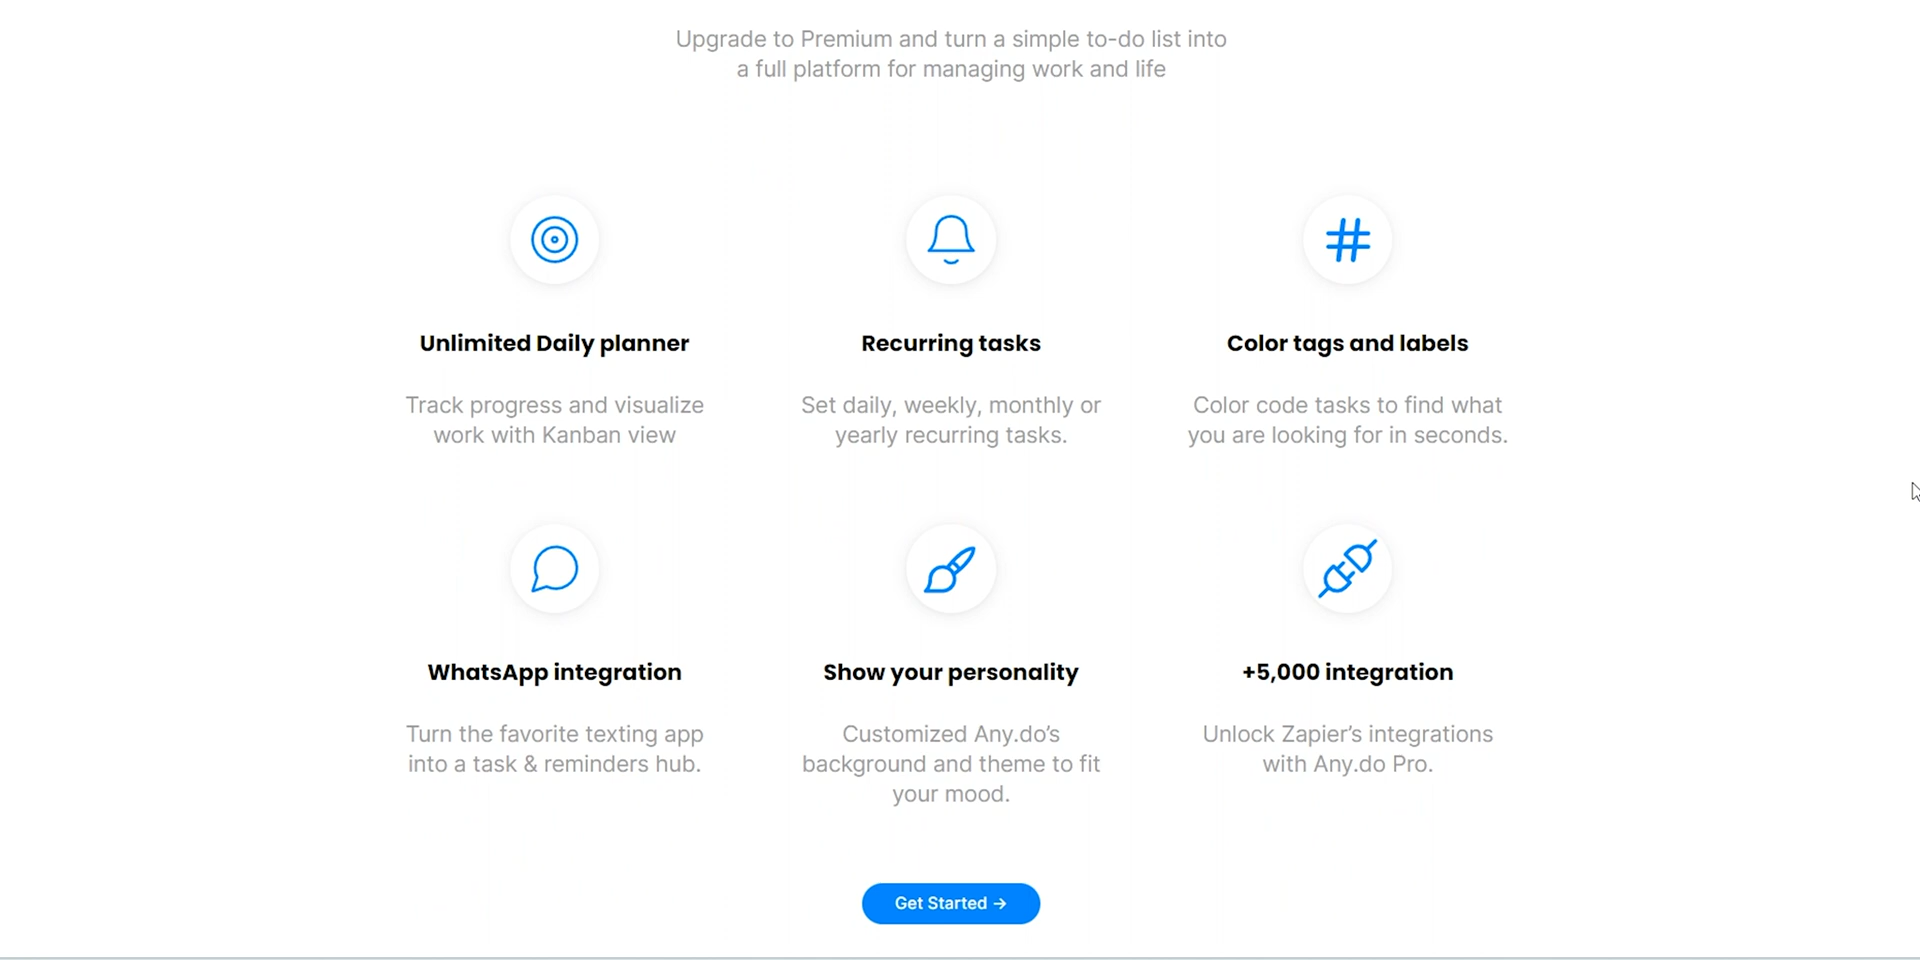 Upgrade to Premium and turn a simple to-do list into
a full platform for managing work and life
Unlimited Daily planner
Track progress and visualize
work with Kanban view
Recurring tasks
Set daily, weekly, monthly or
yearly recurring tasks.
Color tags and labels
Color code tasks to find what
you are looking for in seconds.
WhatsApp integration
Turn the favorite texting app
into a task & reminders hub.
Show your personality
Customized Any.do’s
background and theme to fit
your mood.
+5,000 integration
Unlock Zapier’s integrations
with Any.do Pro.
Get Started →